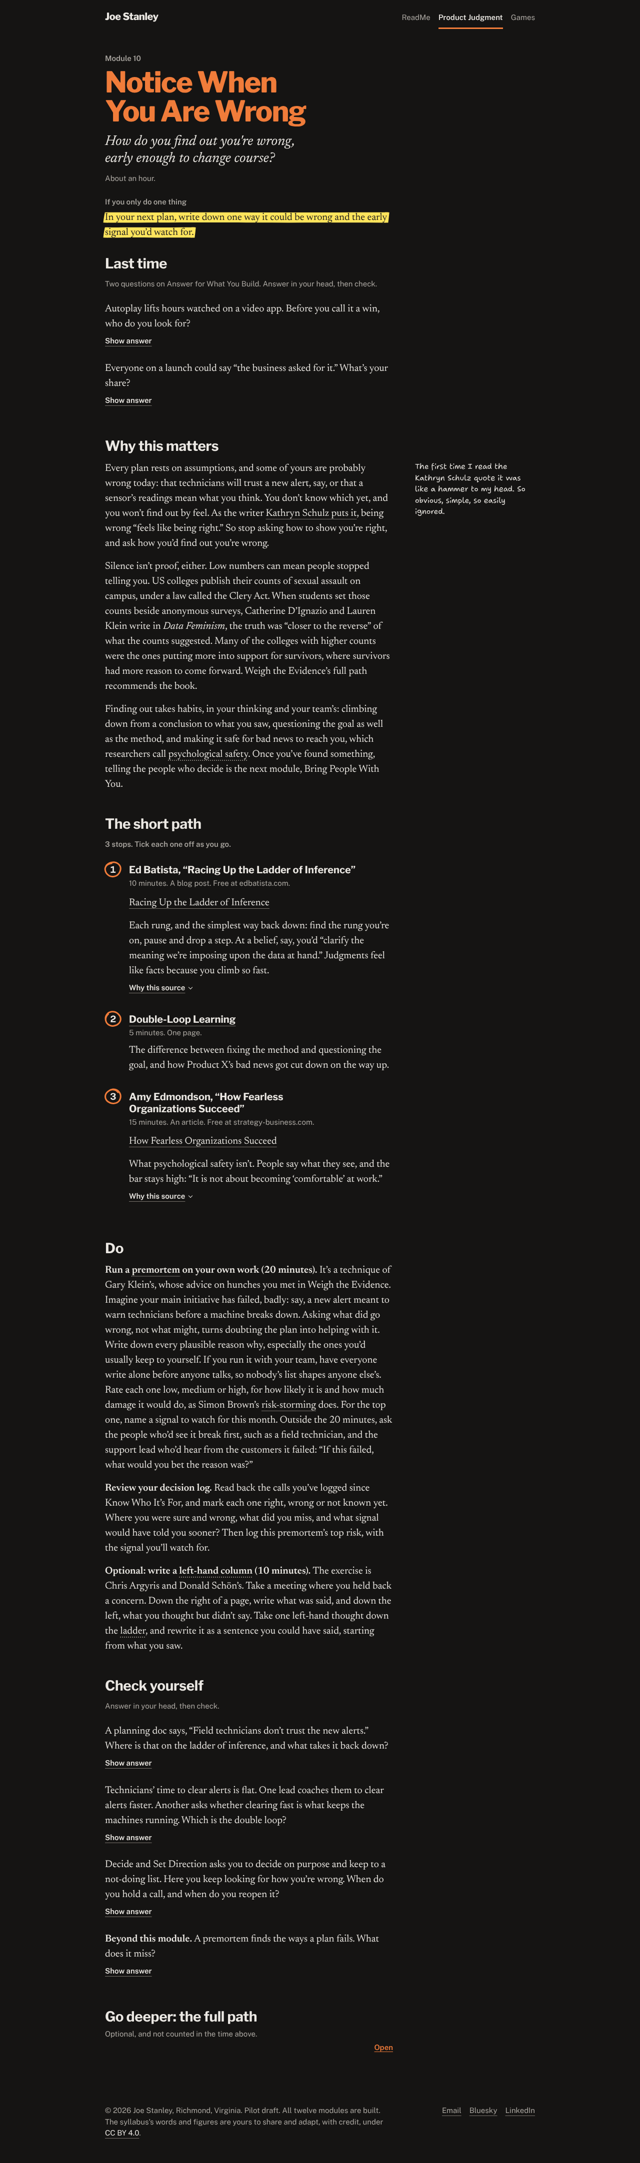 Joe Stanley
ReadMe Product Judgment Games
Module 10
Notice When
You Are Wrong
How do you find out you're wrong,
early enough to change course?
About an hour.
If you only do one thing
In your next plan, write down one way it could be wrong and the early
signal you'd watch for.
Last time
Two questions on Answer for What You Build. Answer in your head, then check.
Autoplay lifts hours watched on a video app. Before you call it a win,
who do you look for?
Show answer
Everyone on a launch could say “the business asked for it.” What's your
share?
Show answer
Why this matters
Every plan rests on assumptions, and some of yours are probably
wrong today: that technicians will trust a new alert, say, or that a
sensor's readings mean what you think. You don't know which yet, and
you won't find out by feel. As the writer Kathryn Schulz puts it, being
wrong “feels like being right.” So stop asking how to show you're right,
and ask how you'd find out you're wrong.
The first time I read the
Kathryn Schulz quote it was
like a hammer to my head. So
obvious, simple, so easily
ignored.
Silence isn't proof, either. Low numbers can mean people stopped
telling you. US colleges publish their counts of sexual assault on
campus, under a law called the Clery Act. When students set those
counts beside anonymous surveys, Catherine D'Ignazio and Lauren
Klein write in Data Feminism, the truth was “closer to the reverse” of
what the counts suggested. Many of the colleges with higher counts
were the ones putting more into support for survivors, where survivors
had more reason to come forward. Weigh the Evidence's full path
recommends the book.
Finding out takes habits, in your thinking and your team's: climbing
down from a conclusion to what you saw, questioning the goal as well
as the method, and making it safe for bad news to reach you, which
researchers call psychological safety. Once you've found something,
telling the people who decide is the next module, Bring People With
You.
The short path
3 stops. Tick each one off as you go.
1 Ed Batista, “Racing Up the Ladder of Inference”
10 minutes. A blog post. Free at edbatista.com.
Racing Up the Ladder of Inference
Each rung, and the simplest way back down: find the rung you're
on, pause and drop a step. At a belief, say, you'd “clarify the
meaning we're imposing upon the data at hand.” Judgments feel
like facts because you climb so fast.
Why this source
2 Double-Loop Learning
5 minutes. One page.
The difference between fixing the method and questioning the
goal, and how Product X's bad news got cut down on the way up.
3 Amy Edmondson, “How Fearless
Organizations Succeed”
15 minutes. An article. Free at strategy-business.com.
How Fearless Organizations Succeed
What psychological safety isn't. People say what they see, and the
bar stays high: “It is not about becoming ‘comfortable’ at work.”
Why this source
Do
Run a premortem on your own work (20 minutes). It's a technique of
Gary Klein's, whose advice on hunches you met in Weigh the Evidence.
Imagine your main initiative has failed, badly: say, a new alert meant to
warn technicians before a machine breaks down. Asking what did go
wrong, not what might, turns doubting the plan into helping with it.
Write down every plausible reason why, especially the ones you'd
usually keep to yourself. If you run it with your team, have everyone
write alone before anyone talks, so nobody's list shapes anyone else's.
Rate each one low, medium or high, for how likely it is and how much
damage it would do, as Simon Brown's risk-storming does. For the top
one, name a signal to watch for this month. Outside the 20 minutes, ask
the people who'd see it break first, such as a field technician, and the
support lead who'd hear from the customers it failed: “If this failed,
what would you bet the reason was?”
Review your decision log. Read back the calls you've logged since
Know Who It's For, and mark each one right, wrong or not known yet.
Where you were sure and wrong, what did you miss, and what signal
would have told you sooner? Then log this premortem's top risk, with
the signal you'll watch for.
Optional: write a left-hand column (10 minutes). The exercise is
Chris Argyris and Donald Schön's. Take a meeting where you held back
a concern. Down the right of a page, write what was said, and down the
left, what you thought but didn't say. Take one left-hand thought down
the ladder, and rewrite it as a sentence you could have said, starting
from what you saw.
Check yourself
Answer in your head, then check.
A planning doc says, “Field technicians don't trust the new alerts.”
Where is that on the ladder of inference, and what takes it back down?
Show answer
Technicians' time to clear alerts is flat. One lead coaches them to clear
alerts faster. Another asks whether clearing fast is what keeps the
machines running. Which is the double loop?
Show answer
Decide and Set Direction asks you to decide on purpose and keep to a
not-doing list. Here you keep looking for how you're wrong. When do
you hold a call, and when do you reopen it?
Show answer
Beyond this module. A premortem finds the ways a plan fails. What
does it miss?
Show answer
Go deeper: the full path
Optional, and not counted in the time above.
Open
© 2026 Joe Stanley, Richmond, Virginia. Pilot draft. All twelve modules are built.
The syllabus's words and figures are yours to share and adapt, with credit, under
CC BY 4.0.
Email Bluesky LinkedIn